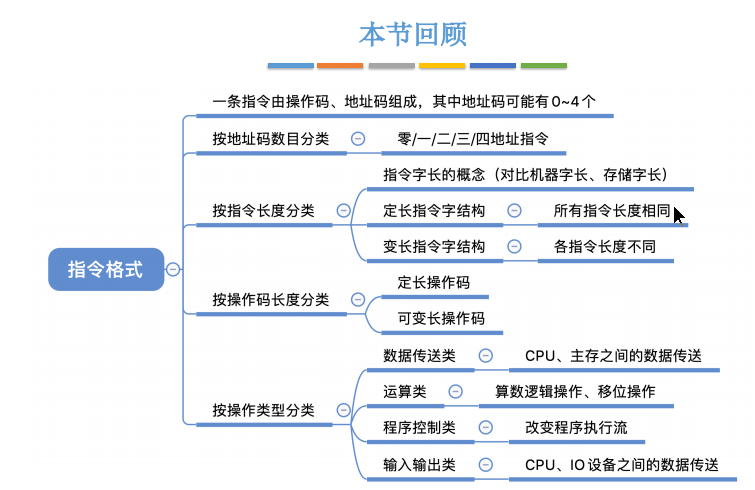 本节回顾
一条指令由操作码、地址码组成，其中地址码可能有0~4个
按地址码数目分类
零/一/二/三/四地址指令
指令字长的概念（对比机器字长、存储字长）
按指令长度分类
定长指令字结构
所有指令长度相同
变长指令字结构
各指令长度不同
指令格式
定长操作码
按操作码长度分类
可变长操作码
数据传送类
CPU、主存之间的数据传送
运算类
算数逻辑操作、移位操作
按操作类型分类
程序控制类
改变程序执行流
输入输出类
CPU、IO设备之间的数据传送